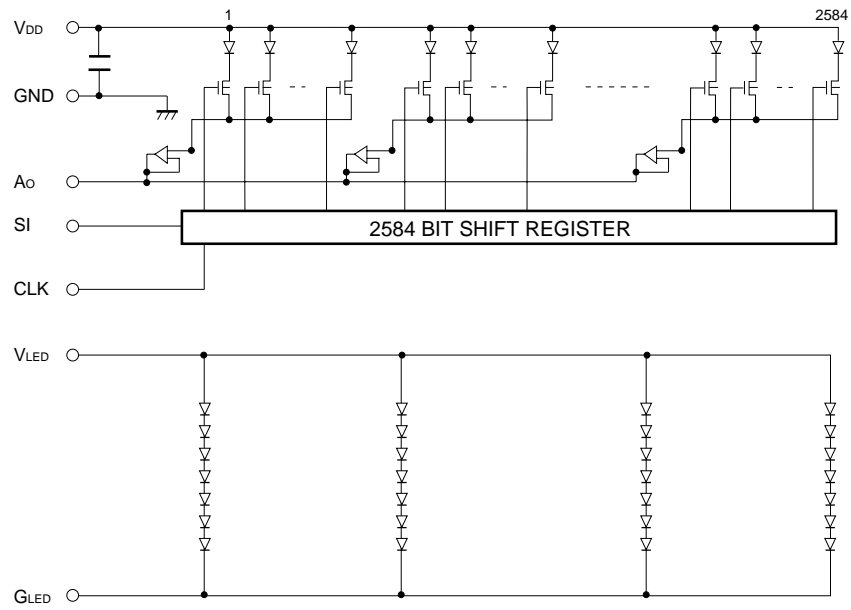 1 2584
VDD
GND
AO
SI
2584 BIT SHIFT REGISTER
CLK
VLED
GLED